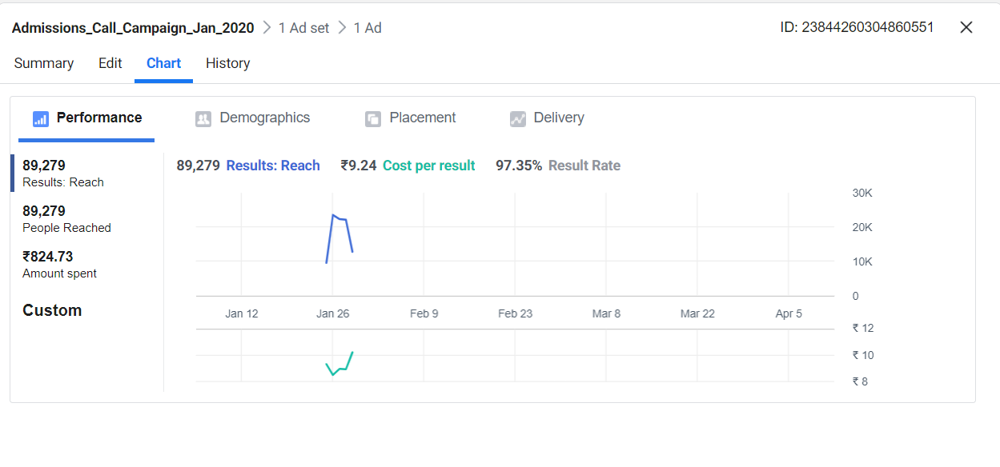 Admissions_Call_Campaign_Jan_2020 > 1 Ad set > 1 Ad ID: 23844260304860551
Summary Edit Chart History
Performance Demographics Placement Delivery
89,279
Results: Reach
89,279
People Reached
₹824.73
Amount spent
Custom
89,279 Results: Reach ₹9.24 Cost per result 97.35% Result Rate
30K
20K
10K
0
Jan 12 Jan 26 Feb 9 Feb 23 Mar 8 Mar 22 Apr 5
₹ 12
₹ 10
₹ 8